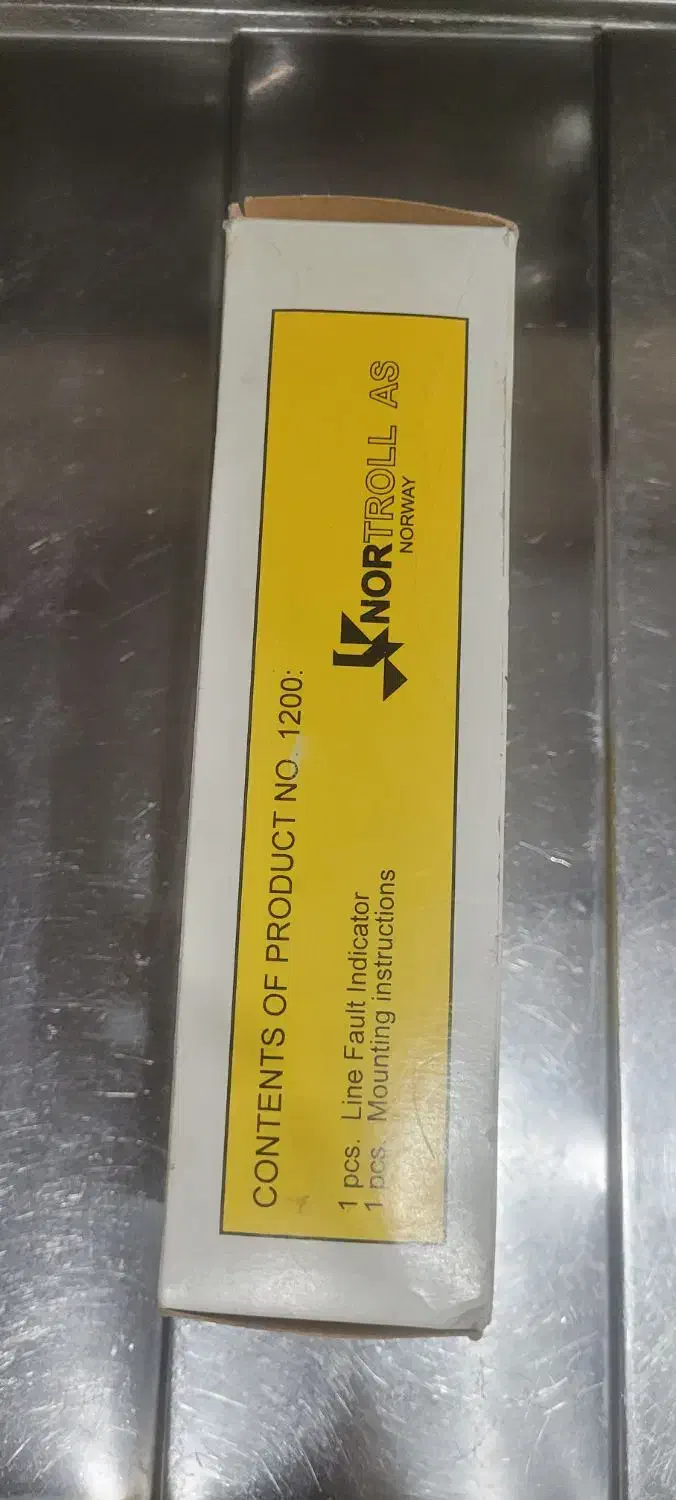 CONTENTS OF PRODUCT NO. 1200:
1 pcs. Line Fault Indicator
1 pcs. Mounting instructions
NORTROLL AS
NORWAY